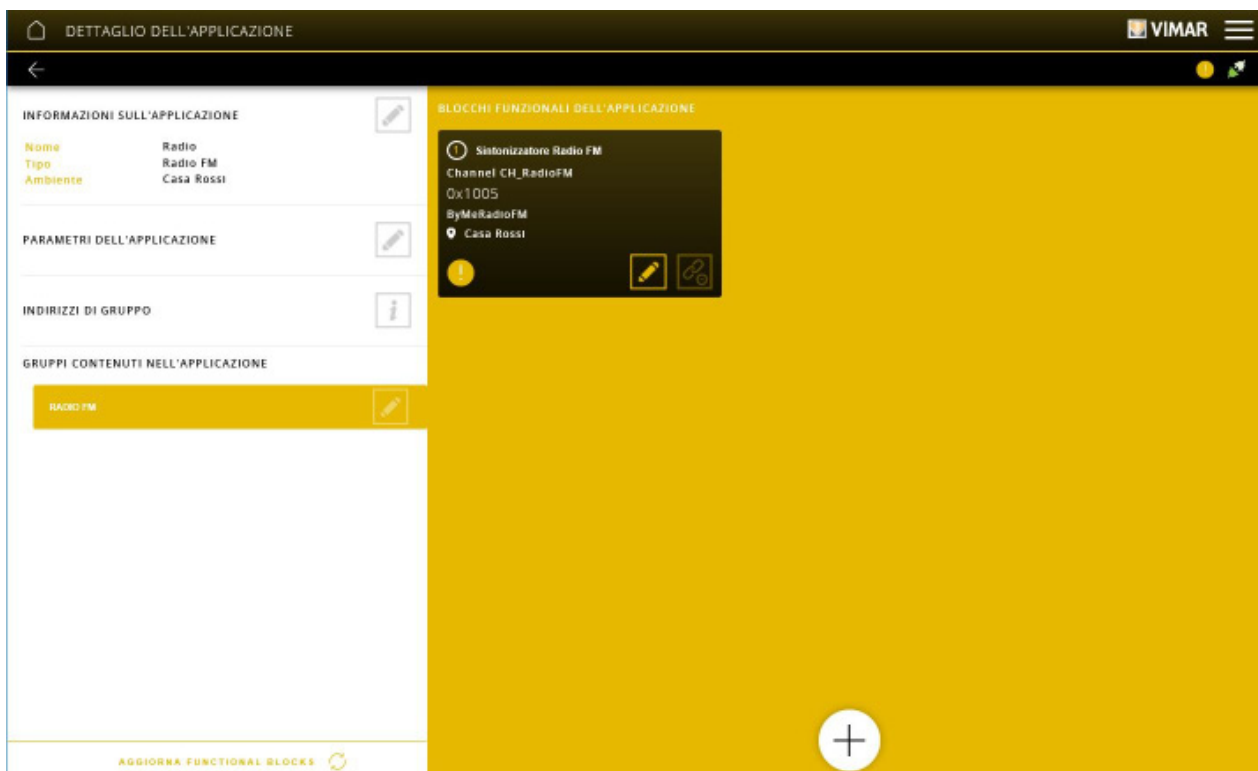 DETTAGLIO DELL'APPLICAZIONE
VIMAR
INFORMAZIONI SULL'APPLICAZIONE
Nome Radio
Tipo Radio FM
Ambiente Casa Rossi
PARAMETRI DELL'APPLICAZIONE
INDIRIZZI DI GRUPPO
GRUPPI CONTENUTI NELL'APPLICAZIONE
RADIO FM
AGGIORNA FUNCTIONAL BLOCKS
BLOCCHI FUNZIONALI DELL'APPLICAZIONE
1 Sintonizzatore Radio FM
Channel CH_RadioFM
0x1005
ByMeRadioFM
Casa Rossi